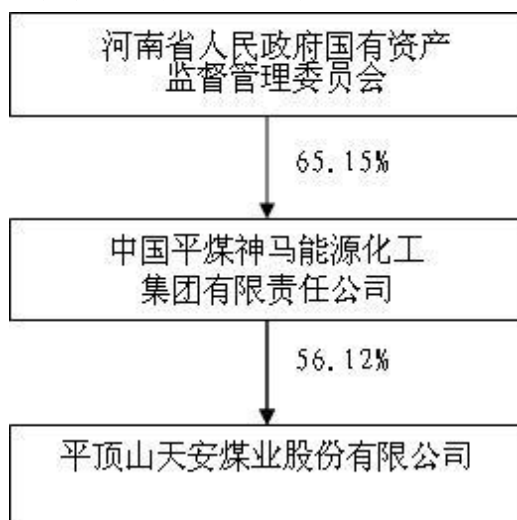 河南省人民政府国有资产
监督管理委员会
65.15%
中国平煤神马能源化工
集团有限责任公司
56.12%
平顶山天安煤业股份有限公司